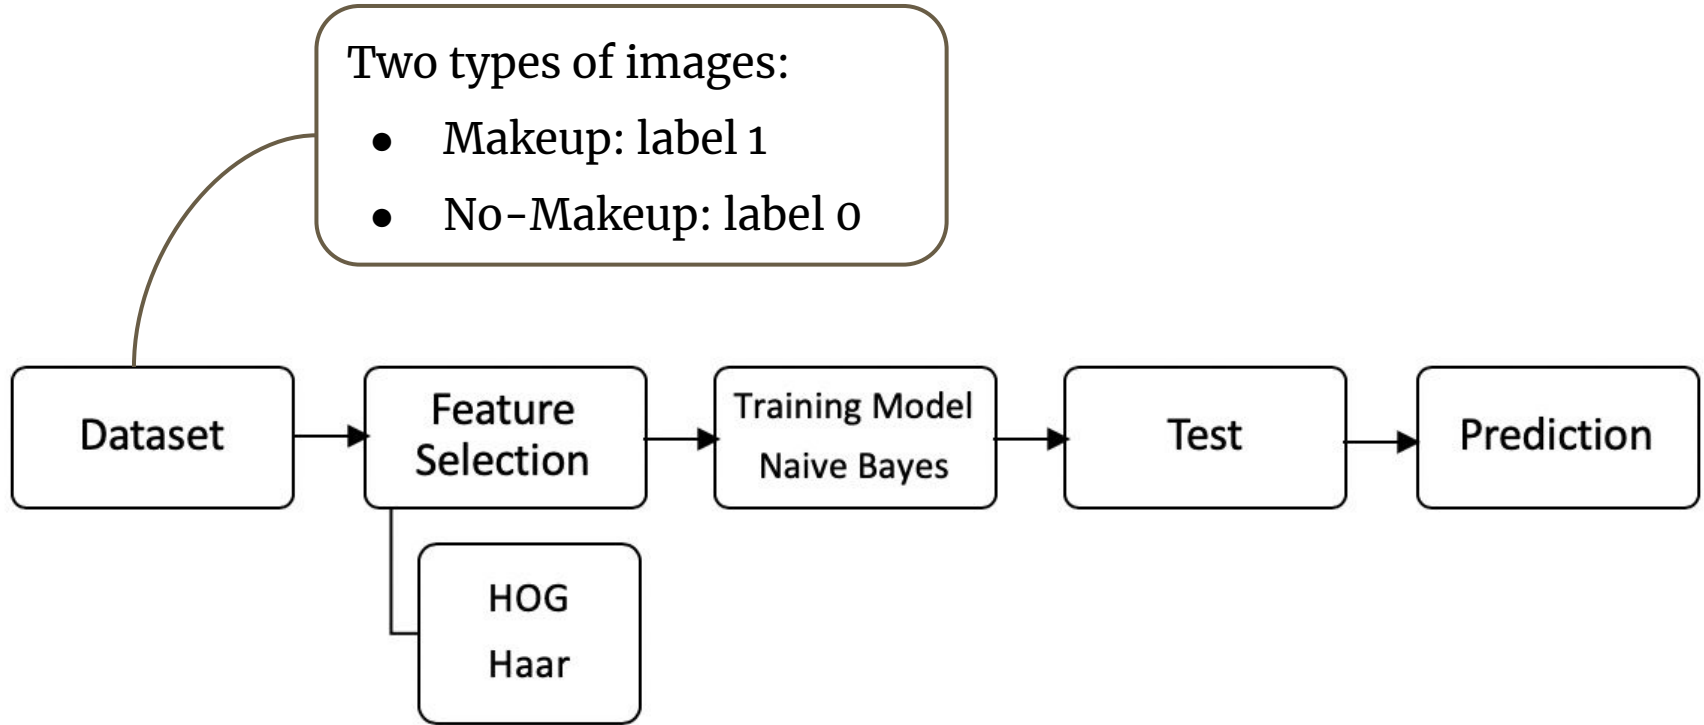 Two types of images:
● Makeup: label 1
● No-Makeup: label 0
Dataset
Feature
Selection
Training Model
Naive Bayes
Test
Prediction
HOG
Haar